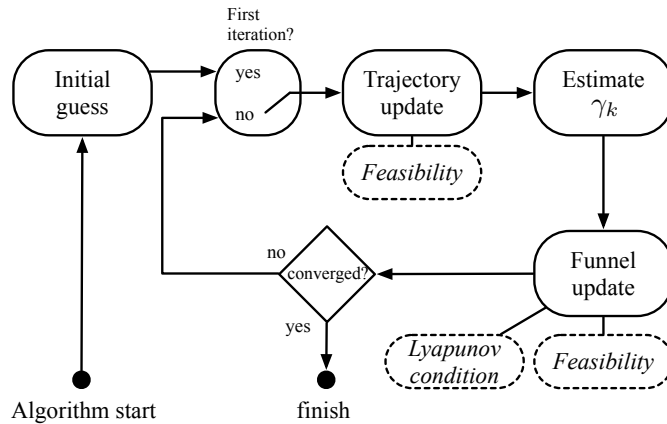 First
iteration?
Initial
guess
yes
no
Trajectory
update
Estimate
γk
Feasibility
no
converged?
yes
Funnel
update
Lyapunov
condition
Feasibility
Algorithm start
finish